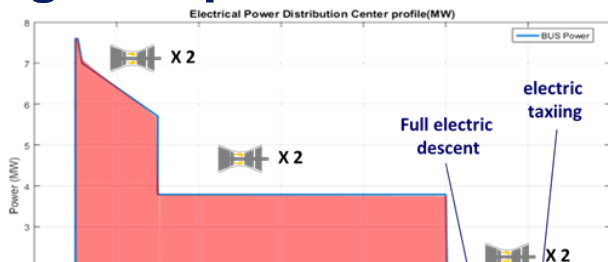 Electrical Power Distribution Center profile(MW)
8
BUS Power
7
X 2
6
electric
taxiing
Full electric
descent
5
X 2
4
Power (MW)
3
X 2